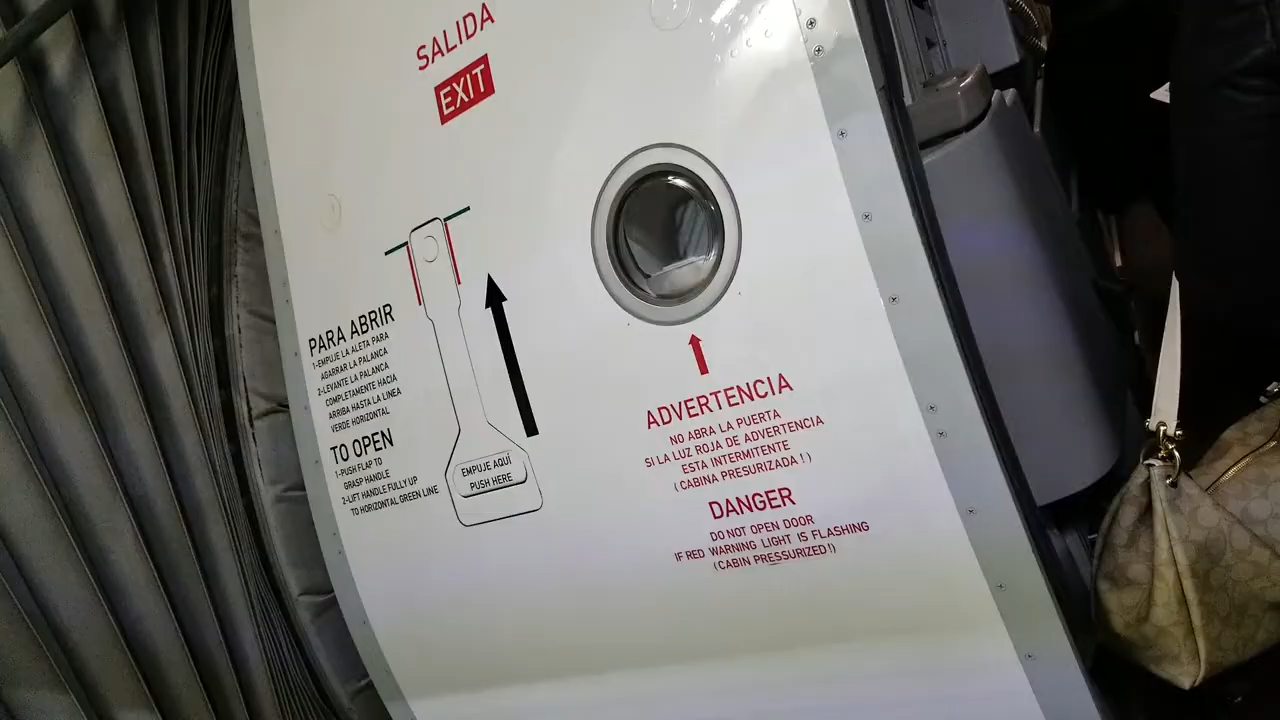 SALIDA
EXIT
PARA ABRIR
1-EMPUJE LA ALETA PARA
AGARRAR LA PALANCA
2-LEVANTE LA PALANCA
COMPLETAMENTE HACIA
ARRIBA HASTA LA LINEA
VERDE HORIZONTAL
TO OPEN
1-PUSH FLAP TO
GRASP HANDLE
2-LIFT HANDLE FULLY UP
TO HORIZONTAL GREEN LINE
EMPUJE AQUÍ
PUSH HERE
ADVERTENCIA
NO ABRA LA PUERTA
SI LA LUZ ROJA DE ADVERTENCIA
ESTA INTERMITENTE
( CABINA PRESURIZADA ! )
DANGER
DO NOT OPEN DOOR
IF RED WARNING LIGHT IS FLASHING
(CABIN PRESSURIZED!)